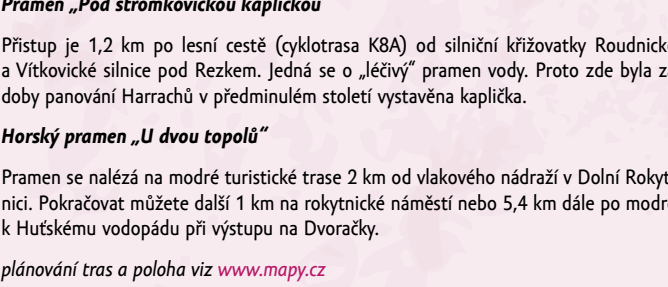 Pramen „Pod stromkovickou kapličkou
Přistup je 1,2 km po lesní cestě (cyklotrasa K8A) od silniční křižovatky Roudnick
a Vítkovické silnice pod Rezkem. Jedná se o „léčivý“ pramen vody. Proto zde byla z
doby panování Harrachů v předminulém století vystavěna kaplička.
Horský pramen „U dvou topolů“
Pramen se nalézá na modré turistické trase 2 km od vlakového nádraží v Dolní Rokyt
nici. Pokračovat můžete další 1 km na rokytnické náměstí nebo 5,4 km dále po modr
k Huťskému vodopádu při výstupu na Dvoračky.
plánování tras a poloha viz www.mapy.cz